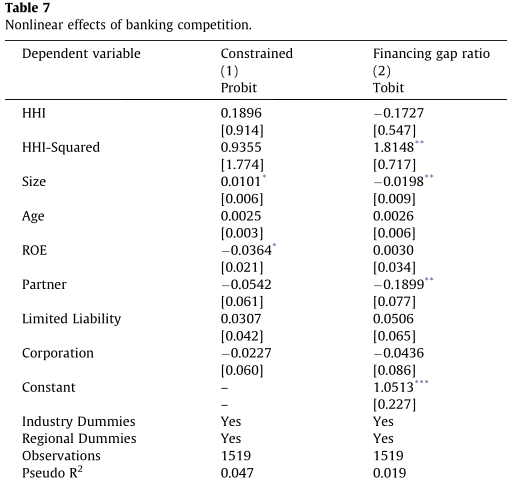 Table 7
Nonlinear effects of banking competition.
Dependent variable Constrained Financing gap ratio
(1) (2)
Probit Tobit
HHI 0.1896 −0.1727
[0.914] [0.547]
HHI-Squared 0.9355 1.8148**
[1.774] [0.717]
Size 0.0101* −0.0198**
[0.006] [0.009]
Age 0.0025 0.0026
[0.003] [0.006]
ROE −0.0364* 0.0030
[0.021] [0.034]
Partner −0.0542 −0.1899**
[0.061] [0.077]
Limited Liability 0.0307 0.0506
[0.042] [0.065]
Corporation −0.0227 −0.0436
[0.060] [0.086]
Constant – 1.0513***
– [0.227]
Industry Dummies Yes Yes
Regional Dummies Yes Yes
Observations 1519 1519
Pseudo R² 0.047 0.019